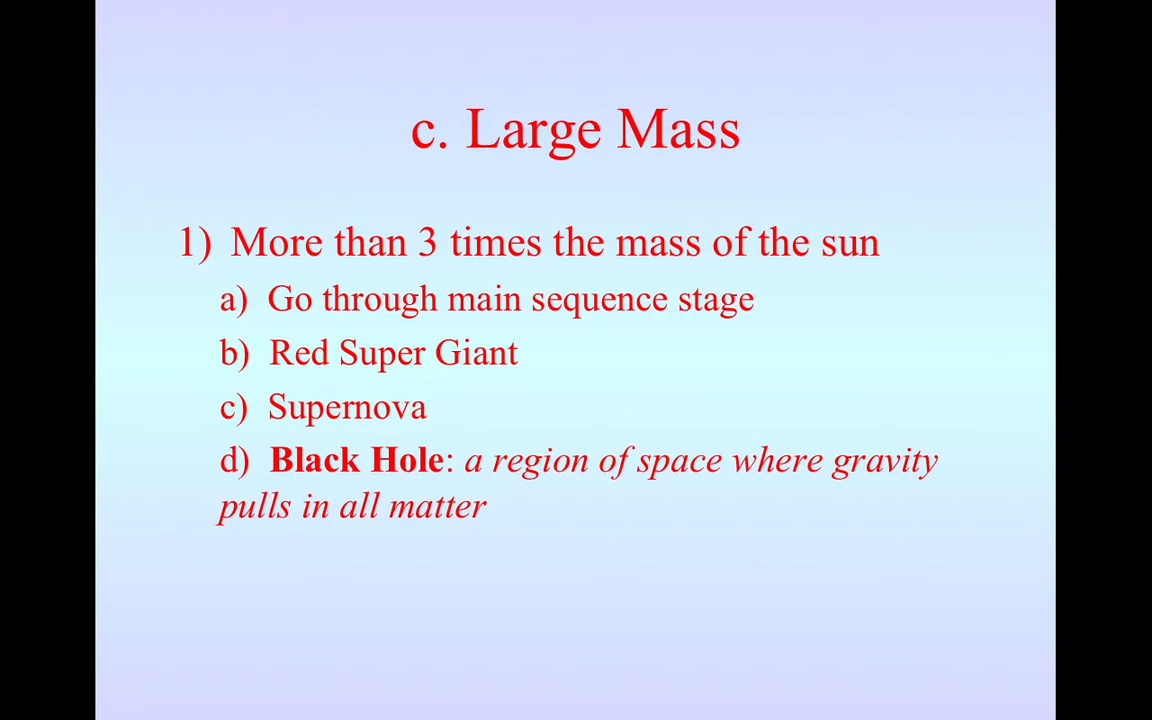 c. Large Mass
1) More than 3 times the mass of the sun
a) Go through main sequence stage
b) Red Super Giant
c) Supernova
d) Black Hole: a region of space where gravity
pulls in all matter